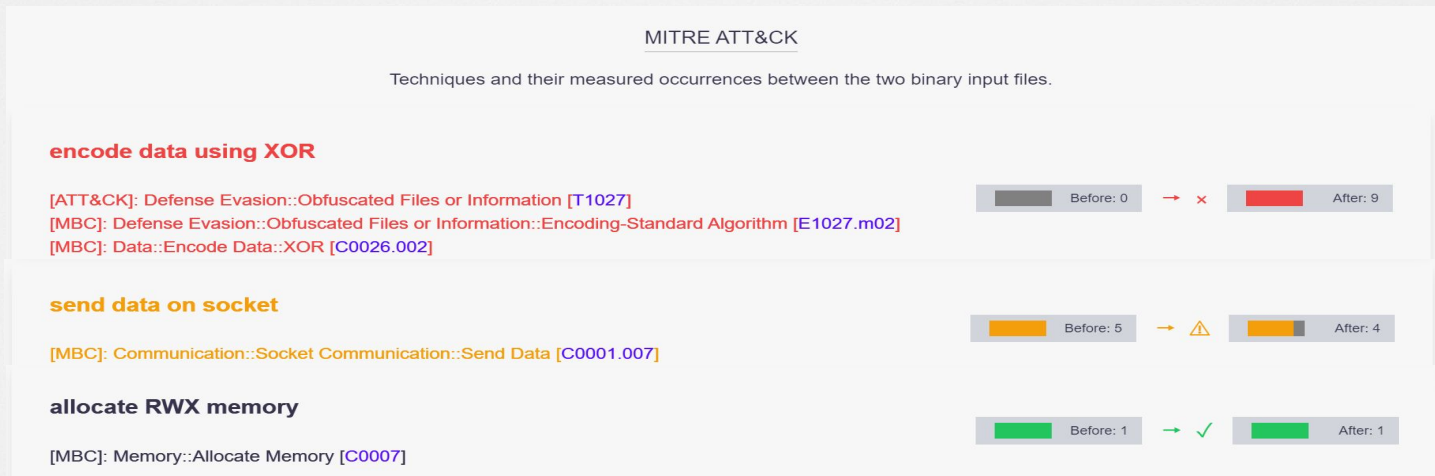 MITRE ATT&CK
Techniques and their measured occurrences between the two binary input files.
encode data using XOR
[ATT&CK]: Defense Evasion::Obfuscated Files or Information [T1027]
[MBC]: Defense Evasion::Obfuscated Files or Information::Encoding-Standard Algorithm [E1027.m02]
[MBC]: Data::Encode Data::XOR [C0026.002]
Before: 0 → × After: 9
send data on socket
[MBC]: Communication::Socket Communication::Send Data [C0001.007]
Before: 5 → ⚠ After: 4
allocate RWX memory
[MBC]: Memory::Allocate Memory [C0007]
Before: 1 → ✓ After: 1